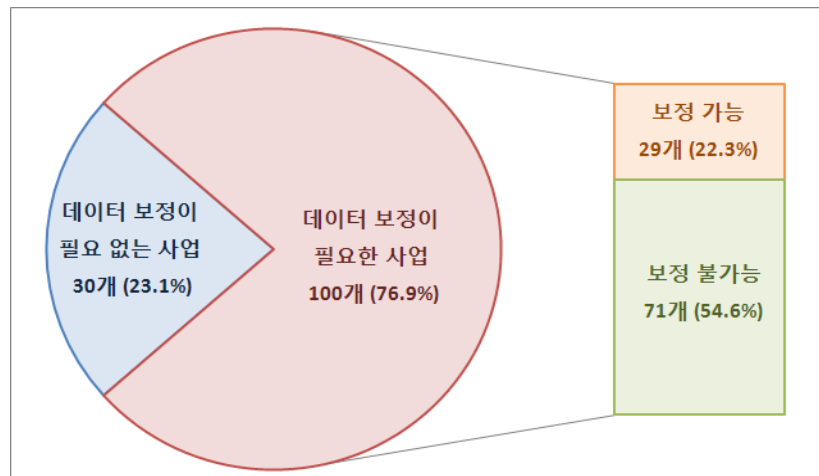 데이터 보정이
필요 없는 사업
30개 (23.1%)
데이터 보정이
필요한 사업
100개 (76.9%)
보정 가능
29개 (22.3%)
보정 불가능
71개 (54.6%)